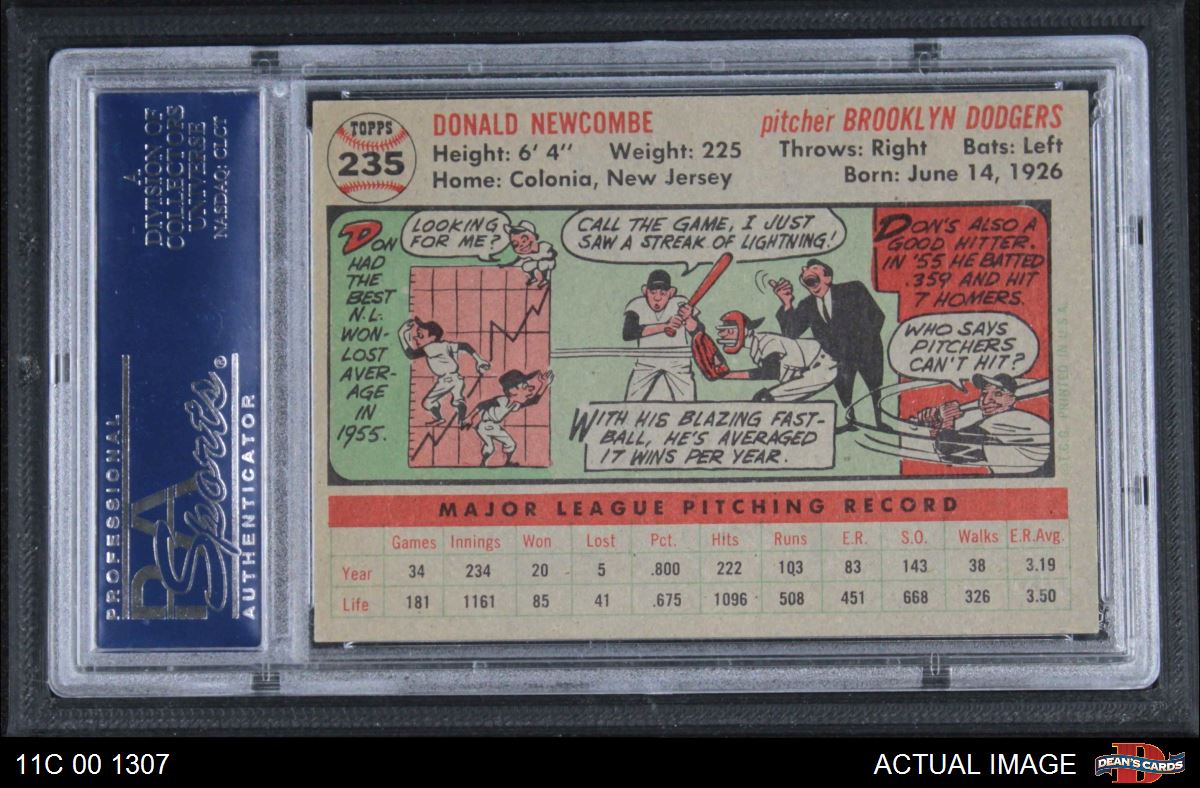 A
DIVISION OF
COLLECTORS
UNIVERSE
NASDAQ: CLCT
PROFESSIONAL
PSA
Sports®
AUTHENTICATOR
TOPPS
235
DONALD NEWCOMBE
pitcher BROOKLYN DODGERS
Height: 6' 4" Weight: 225
Throws: Right Bats: Left
Home: Colonia, New Jersey
Born: June 14, 1926
DON
HAD
THE
BEST
N.L.
WON-
LOST
AVER-
AGE
IN
1955.
LOOKING
FOR ME?
CALL THE GAME, I JUST
SAW A STREAK OF LIGHTNING!
WITH HIS BLAZING FAST-
BALL, HE'S AVERAGED
17 WINS PER YEAR.
DON'S ALSO A
GOOD HITTER.
IN '55 HE BATTED
.359 AND HIT
7 HOMERS.
WHO SAYS
PITCHERS
CAN'T HIT?
N
PRINTED IN U.S.A.
MAJOR LEAGUE PITCHING RECORD
Games Innings Won Lost Pct. Hits Runs E.R. S.O. Walks E.R.Avg.
Year 34 234 20 5 .800 222 103 83 143 38 3.19
Life 181 1161 85 41 .675 1096 508 451 668 326 3.50
11C 00 1307
ACTUAL IMAGE
D
DEAN'S CARDS